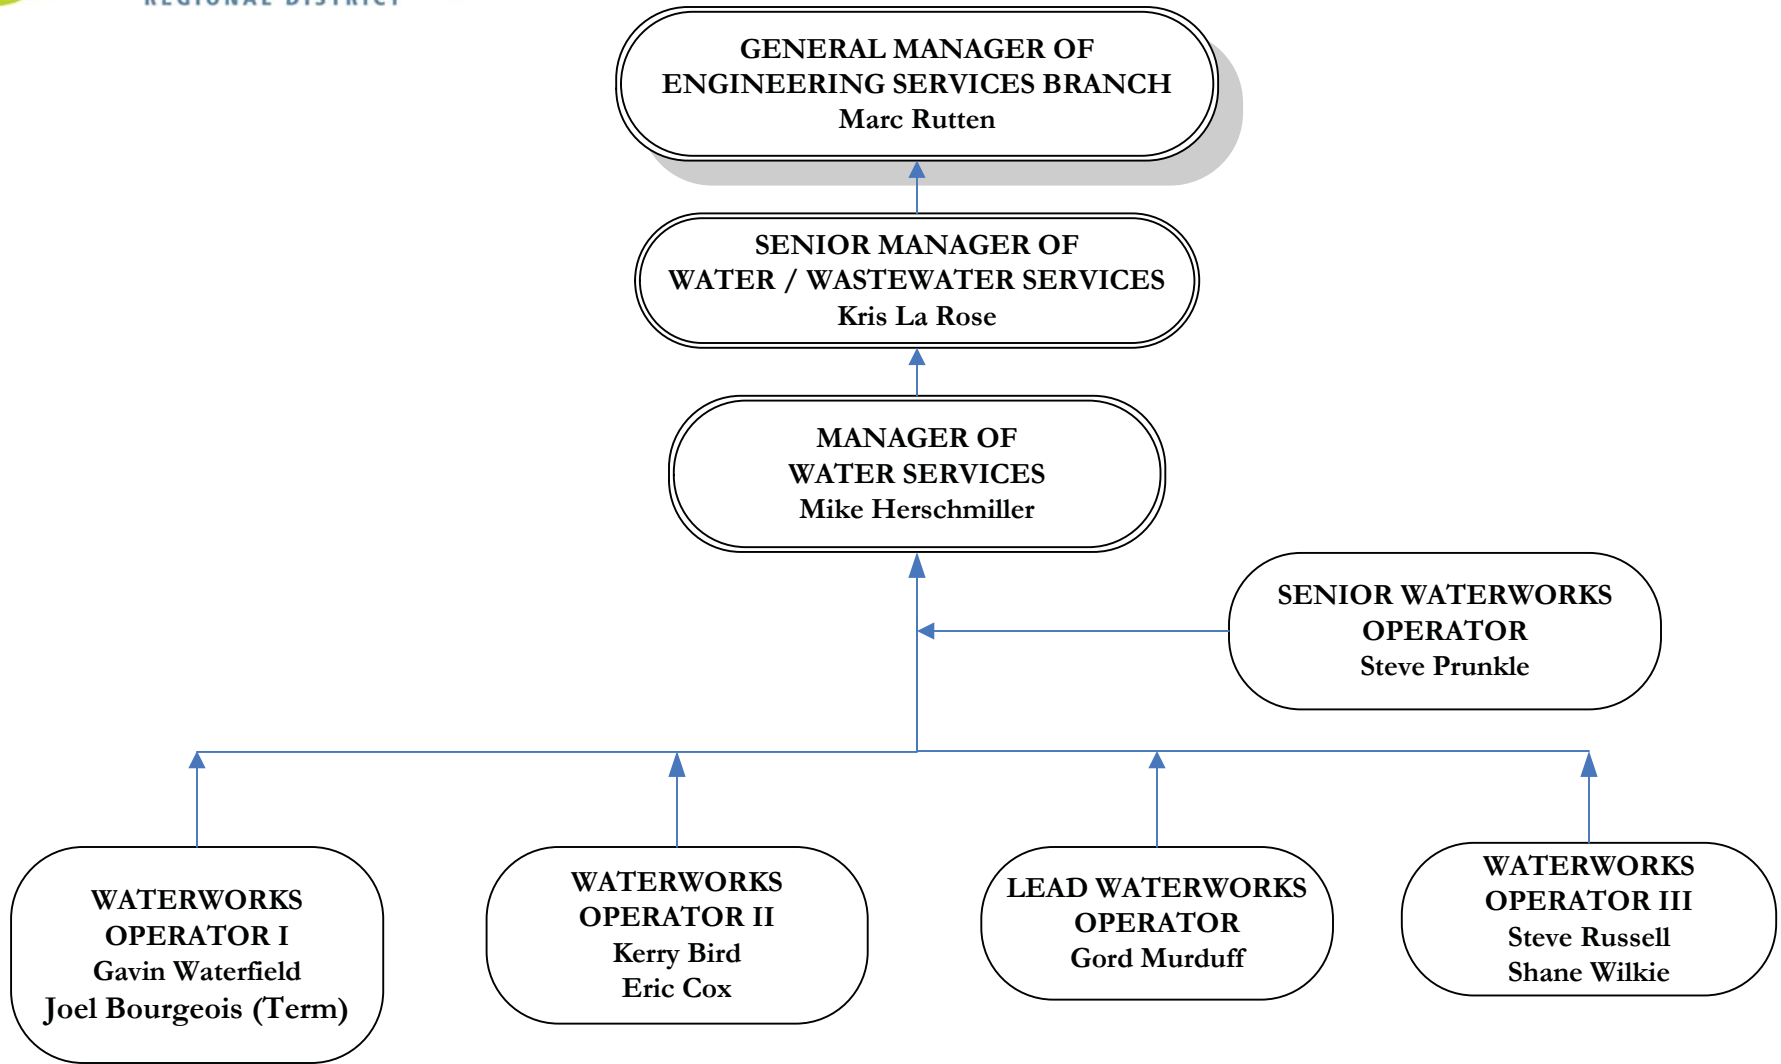 REGIONAL DISTRICT
GENERAL MANAGER OF
ENGINEERING SERVICES BRANCH
Marc Rutten
SENIOR MANAGER OF
WATER / WASTEWATER SERVICES
Kris La Rose
MANAGER OF
WATER SERVICES
Mike Herschmiller
SENIOR WATERWORKS
OPERATOR
Steve Prunkle
WATERWORKS
OPERATOR I
Gavin Waterfield
Joel Bourgeois (Term)
WATERWORKS
OPERATOR II
Kerry Bird
Eric Cox
LEAD WATERWORKS
OPERATOR
Gord Murduff
WATERWORKS
OPERATOR III
Steve Russell
Shane Wilkie